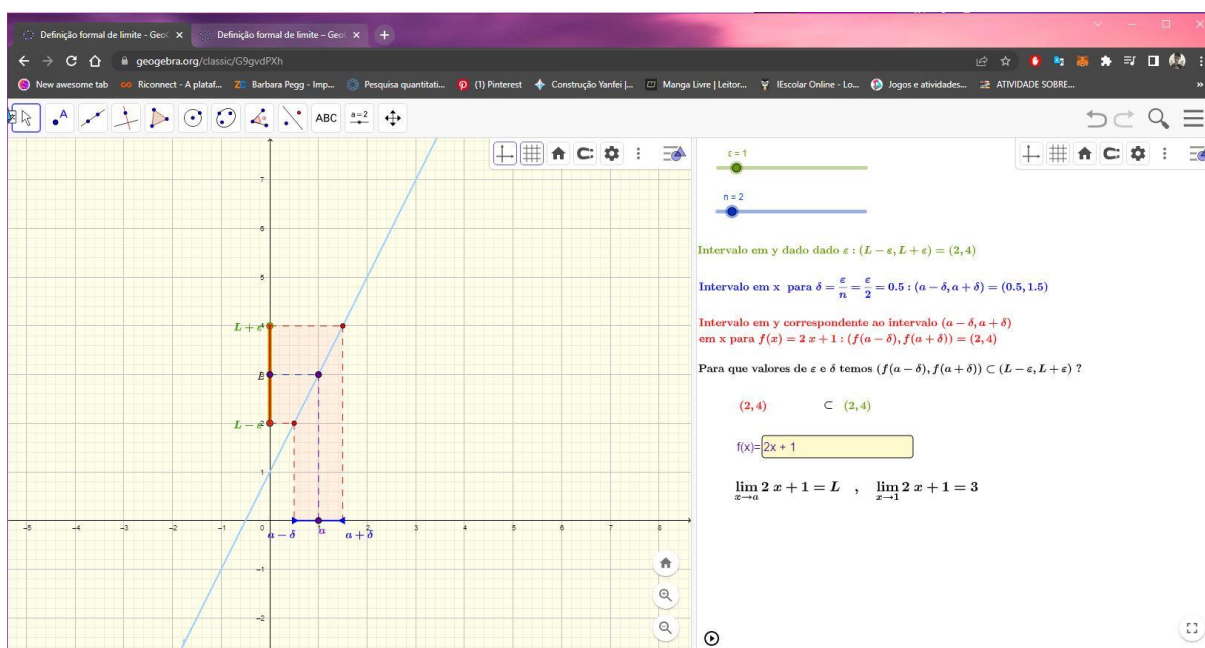 Definição formal de limite - Geo
Definição formal de limite – Geo
geogebra.org/classic/G9gvdPXh
New awesome tab
Riconnect - A plataf...
Barbara Pegg - Imp...
Pesquisa quantitati...
(1) Pinterest
Construção Yanfei |...
Manga Livre | Leitor...
IEscolar Online - Lo...
Jogos e atividades...
ATIVIDADE SOBRE...
»
ABC
a=2
7
6
5
L + ε
L − ε
1
−1
−2
−5 −4 −3 −2 −1 0 2 3 4 5 6 7 8
a − δ a a + δ
ε = 1
n = 2
Intervalo em y dado dado ε : (L − ε, L + ε) = (2, 4)
Intervalo em x para δ = ε/n = ε/2 = 0.5 : (a − δ, a + δ) = (0.5, 1.5)
Intervalo em y correspondente ao intervalo (a − δ, a + δ)
em x para f(x) = 2 x + 1 : (f(a − δ), f(a + δ)) = (2, 4)
Para que valores de ε e δ temos (f(a − δ), f(a + δ)) ⊂ (L − ε, L + ε) ?
(2, 4) ⊂ (2, 4)
f(x)= 2x + 1
lim x→a 2 x + 1 = L , lim x→1 2 x + 1 = 3